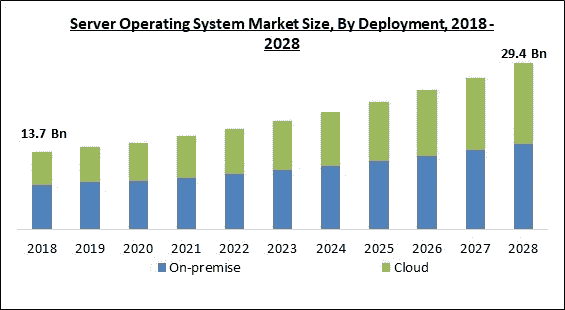 Server Operating System Market Size, By Deployment, 2018 -
2028
29.4 Bn
13.7 Bn
2018 2019 2020 2021 2022 2023 2024 2025 2026 2027 2028
On-premise Cloud